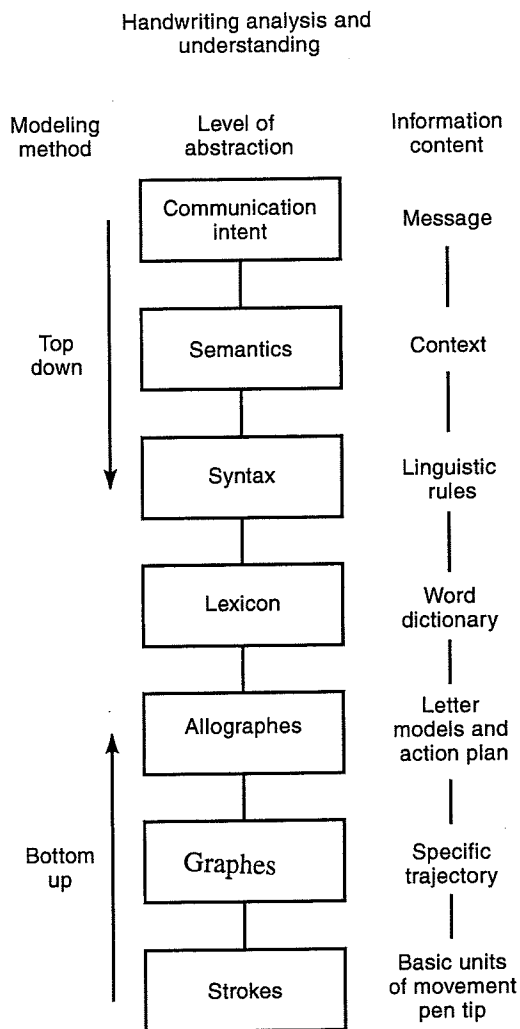 Handwriting analysis and
understanding
Modeling
method
Level of
abstraction
Information
content
Communication
intent
Message
Top
down
Semantics
Context
Syntax
Linguistic
rules
Lexicon
Word
dictionary
Allographes
Letter
models and
action plan
Bottom
up
Graphes
Specific
trajectory
Strokes
Basic units
of movement
pen tip